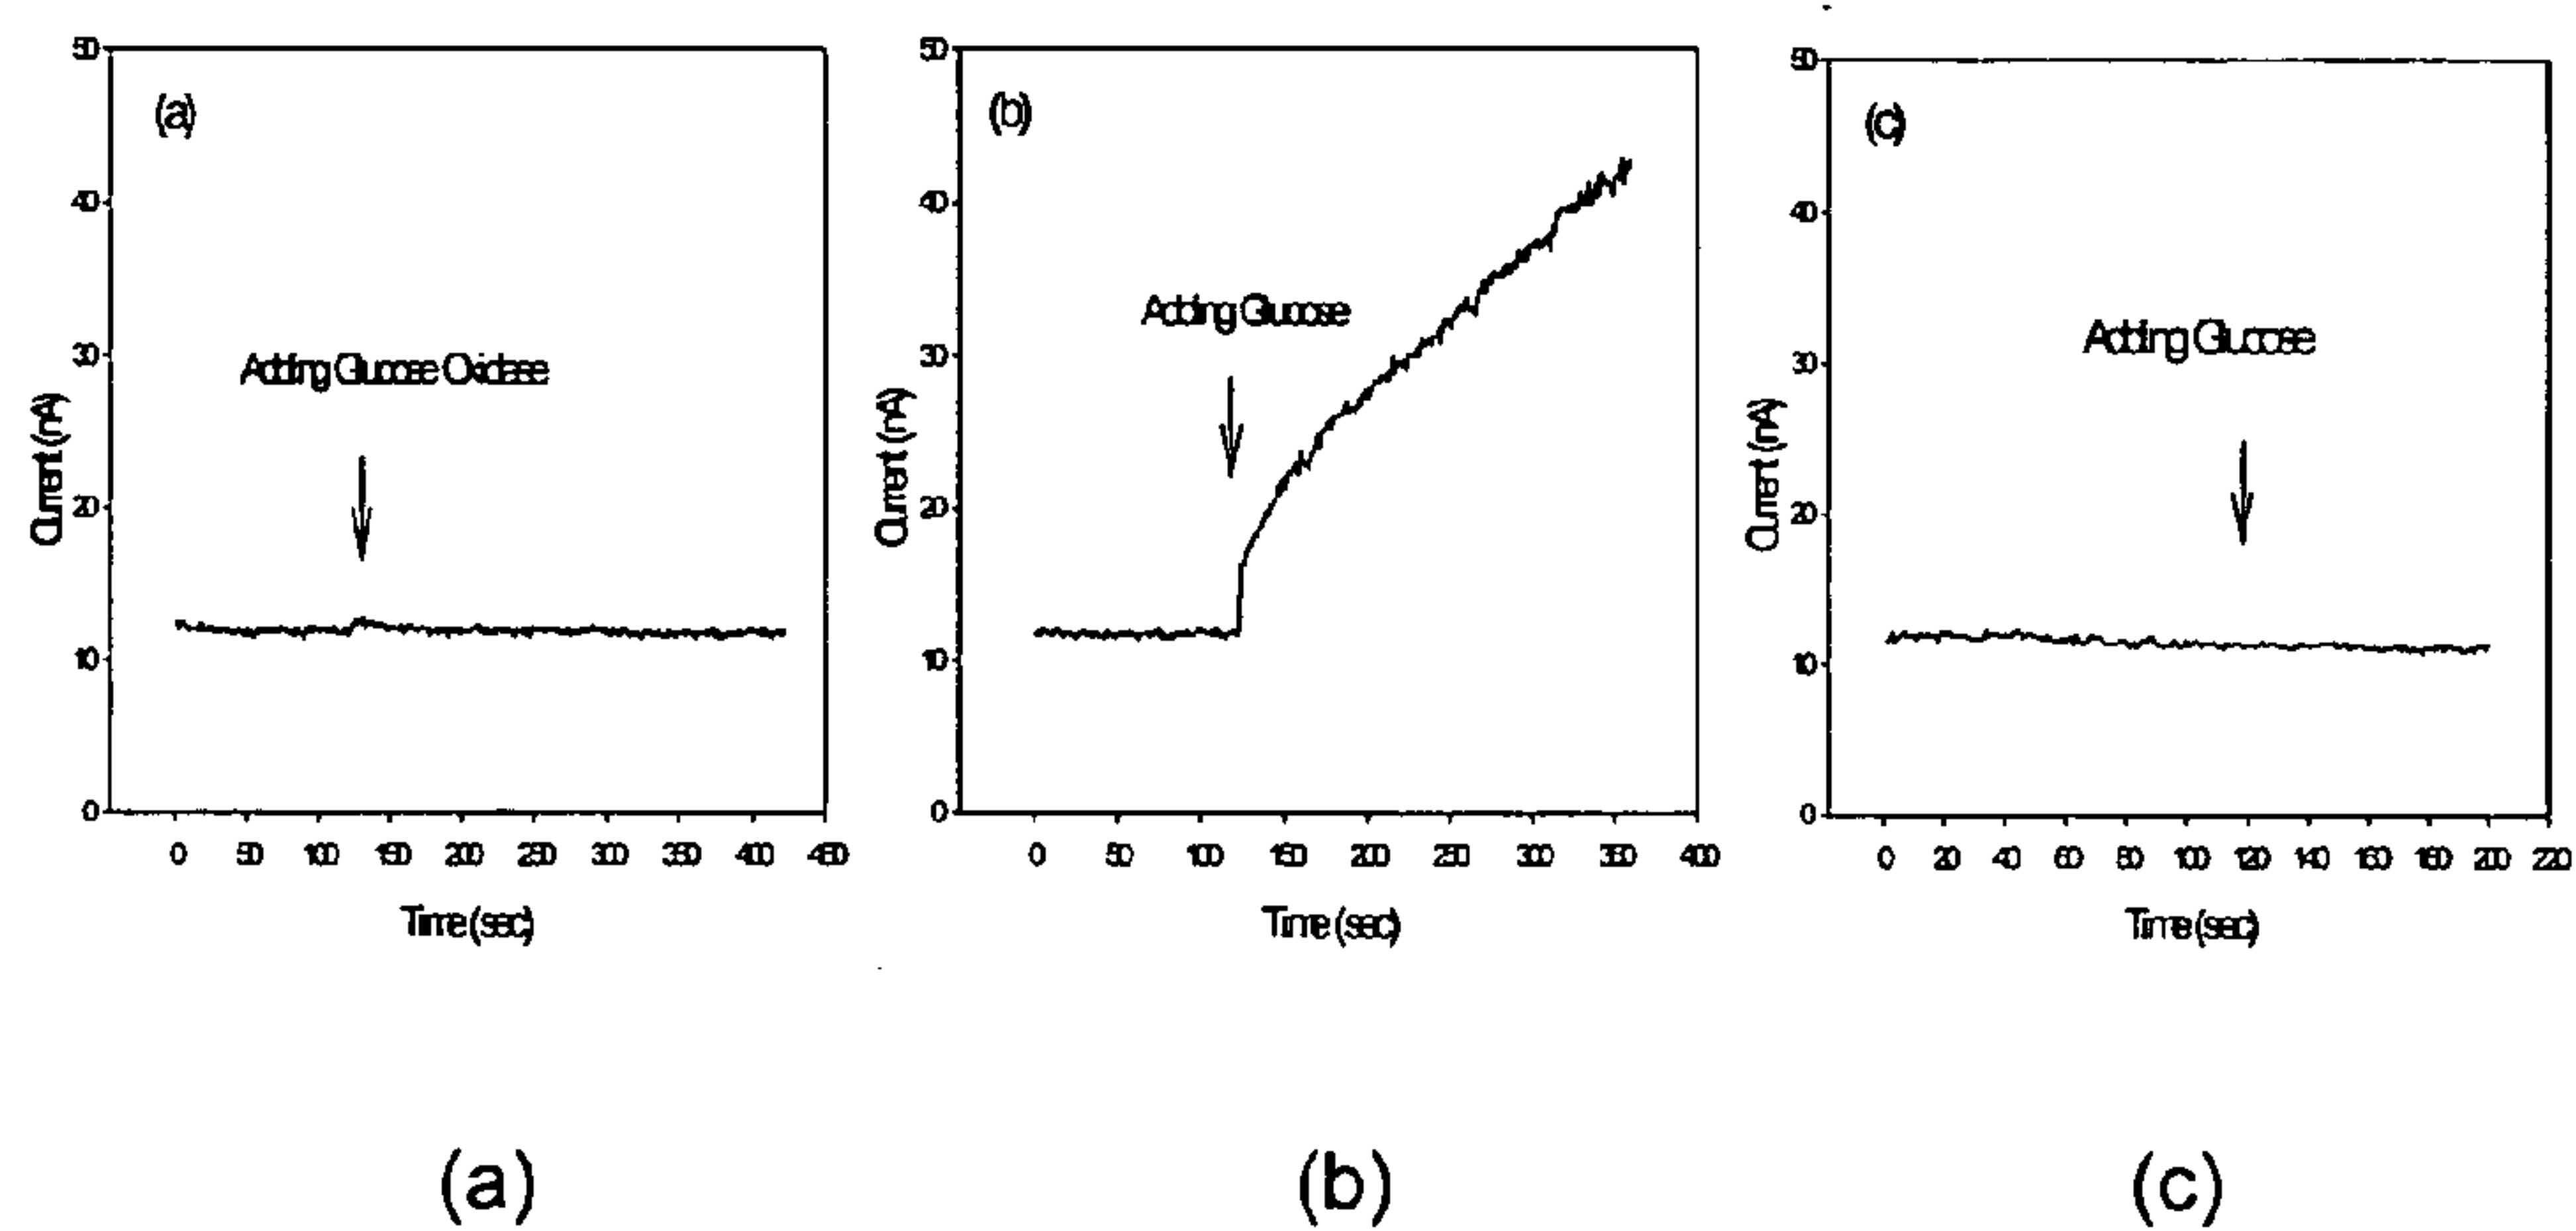 (a)
50
40
30
20
10
0
Current (nA)
Adding Glucose Oxidase
0 50 100 150 200 250 300 350 400 450
Time (sec)
(b)
50
40
30
20
10
0
Current (nA)
Adding Glucose
0 50 100 150 200 250 300 350 400
Time (sec)
(c)
50
40
30
20
10
0
Current (nA)
Adding Glucose
0 20 40 60 80 100 120 140 160 180 200 220
Time (sec)
(a) (b) (c)